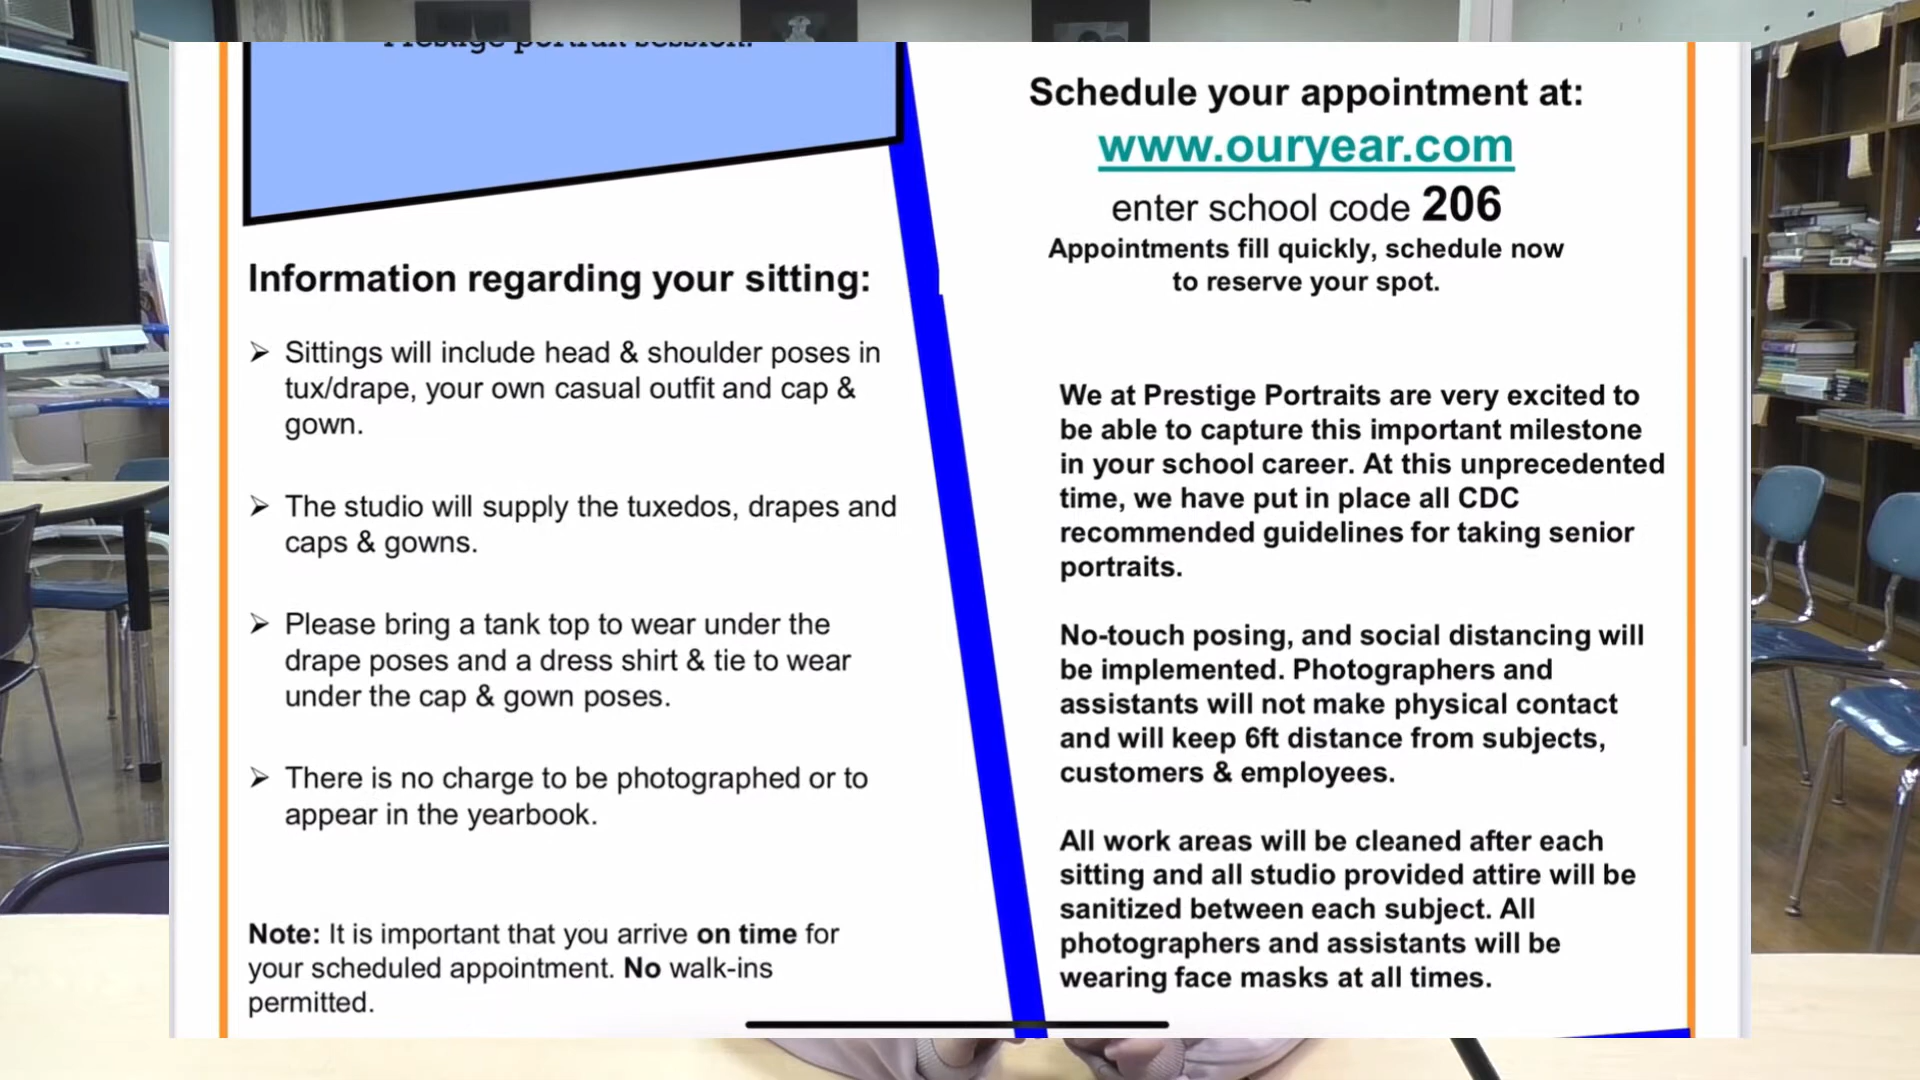 Prestige portrait session.
Information regarding your sitting:
➢ Sittings will include head & shoulder poses in
tux/drape, your own casual outfit and cap &
gown.
➢ The studio will supply the tuxedos, drapes and
caps & gowns.
➢ Please bring a tank top to wear under the
drape poses and a dress shirt & tie to wear
under the cap & gown poses.
➢ There is no charge to be photographed or to
appear in the yearbook.
Note: It is important that you arrive on time for
your scheduled appointment. No walk-ins
permitted.
Schedule your appointment at:
www.ouryear.com
enter school code 206
Appointments fill quickly, schedule now
to reserve your spot.
We at Prestige Portraits are very excited to
be able to capture this important milestone
in your school career. At this unprecedented
time, we have put in place all CDC
recommended guidelines for taking senior
portraits.
No-touch posing, and social distancing will
be implemented. Photographers and
assistants will not make physical contact
and will keep 6ft distance from subjects,
customers & employees.
All work areas will be cleaned after each
sitting and all studio provided attire will be
sanitized between each subject. All
photographers and assistants will be
wearing face masks at all times.